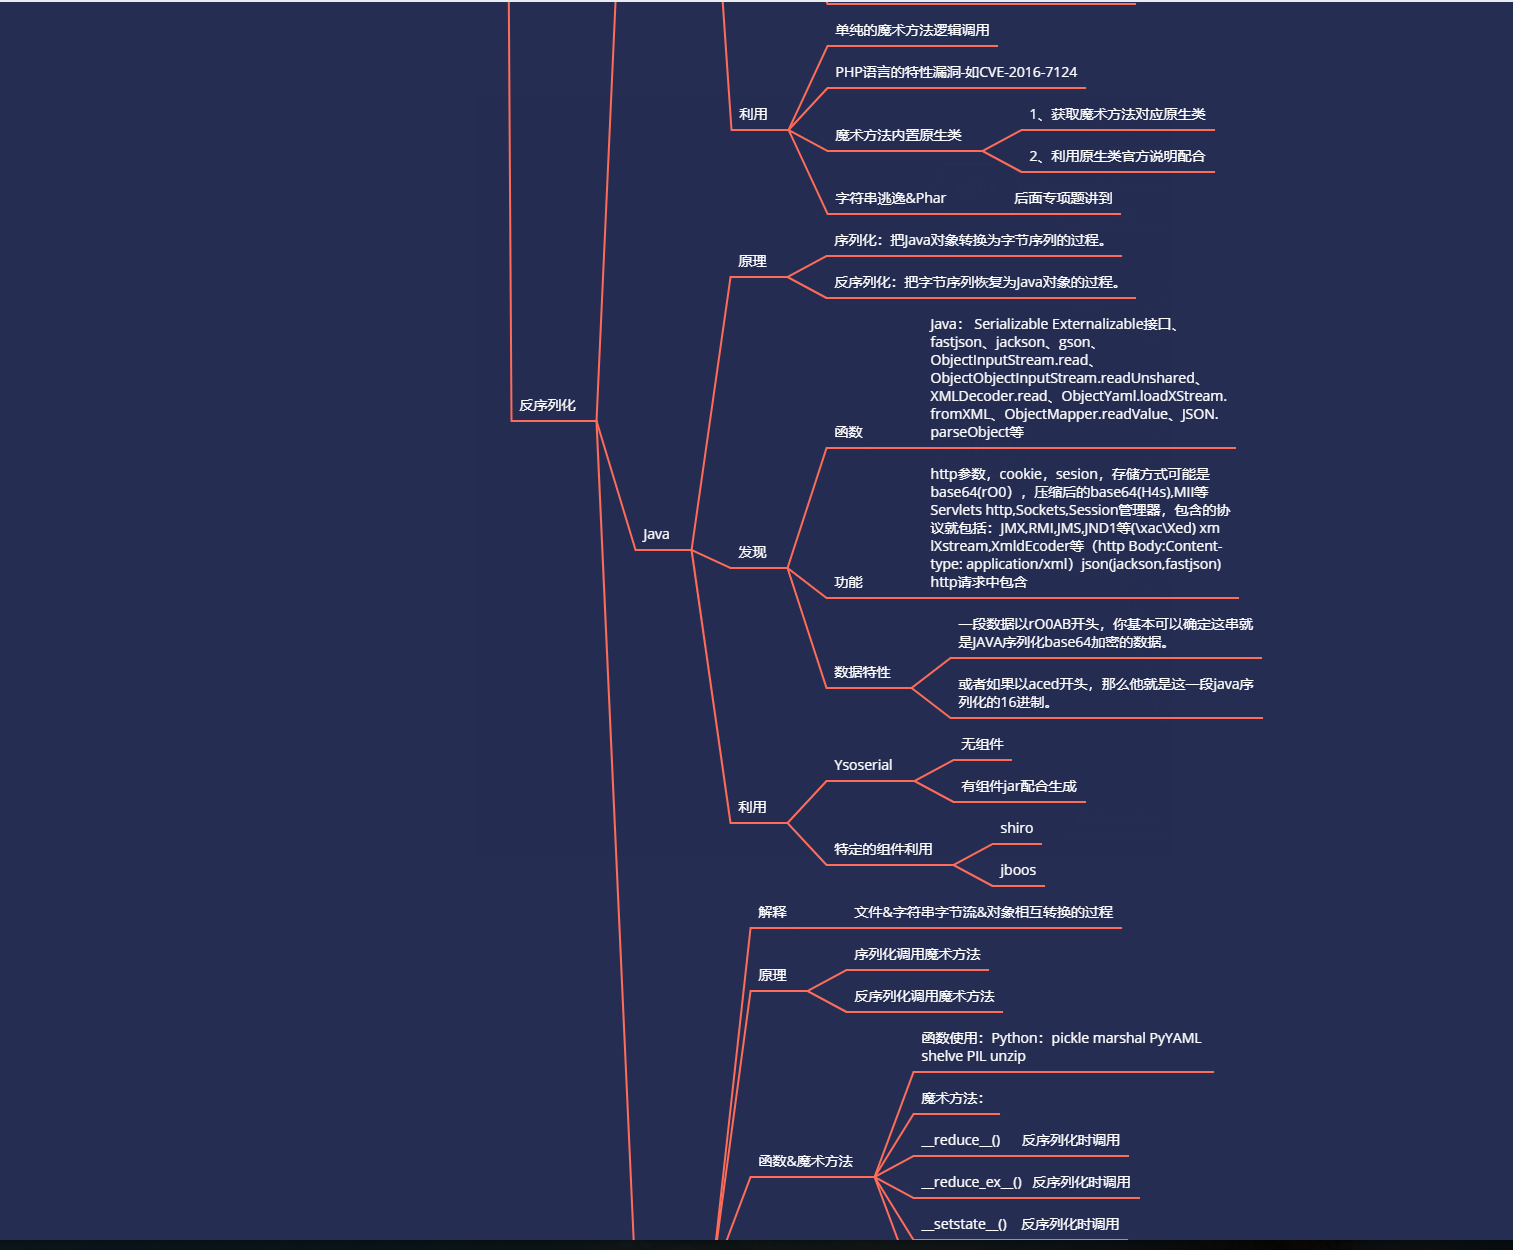 单纯的魔术方法逻辑调用
PHP语言的特性漏洞-如CVE-2016-7124
利用
1、获取魔术方法对应原生类
魔术方法内置原生类
2、利用原生类官方说明配合
字符串逃逸&Phar 后面专项题讲到
序列化：把Java对象转换为字节序列的过程。
原理
反序列化：把字节序列恢复为Java对象的过程。
Java： Serializable Externalizable接口、
fastjson、jackson、gson、
ObjectInputStream.read、
ObjectObjectInputStream.readUnshared、
XMLDecoder.read、ObjectYaml.loadXStream.
反序列化
fromXML、ObjectMapper.readValue、JSON.
函数
parseObject等
http参数，cookie，sesion，存储方式可能是
base64(rO0），压缩后的base64(H4s),MII等
Servlets http,Sockets,Session管理器，包含的协
议就包括：JMX,RMI,JMS,JND1等(\xac\Xed) xm
Java
lXstream,XmldEcoder等（http Body:Content-
发现
type: application/xml）json(jackson,fastjson)
功能
http请求中包含
一段数据以rO0AB开头，你基本可以确定这串就
是JAVA序列化base64加密的数据。
数据特性
或者如果以aced开头，那么他就是这一段java序
列化的16进制。
无组件
Ysoserial
有组件jar配合生成
利用
shiro
特定的组件利用
jboos
解释 文件&字符串字节流&对象相互转换的过程
序列化调用魔术方法
原理
反序列化调用魔术方法
函数使用：Python：pickle marshal PyYAML
shelve PIL unzip
魔术方法：
__reduce__() 反序列化时调用
函数&魔术方法
__reduce_ex__() 反序列化时调用
__setstate__() 反序列化时调用